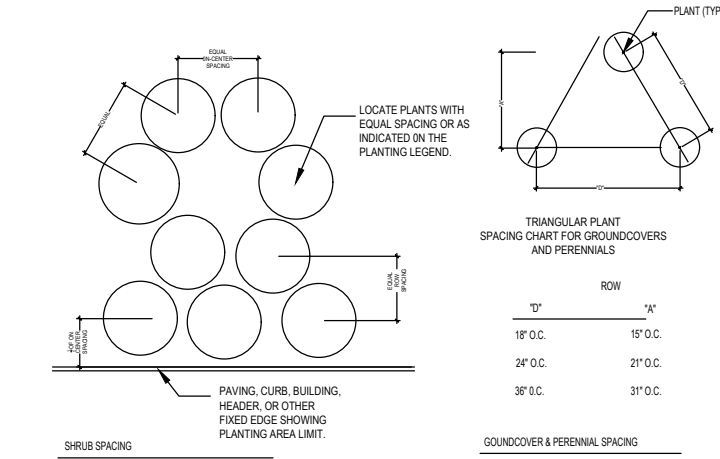 EQUAL
ON-CENTER
SPACING
EQUAL
LOCATE PLANTS WITH
EQUAL SPACING OR AS
INDICATED 0N THE
PLANTING LEGEND.
EQUAL
ROW
SPACING
OF ON
CENTER
SPACING
PAVING, CURB, BUILDING,
HEADER, OR OTHER
FIXED EDGE SHOWING
PLANTING AREA LIMIT.
SHRUB SPACING
PLANT (TYP
"A"
"D"
"D"
TRIANGULAR PLANT
SPACING CHART FOR GROUNDCOVERS
AND PERENNIALS
ROW
"D" "A"
18" O.C. 15" O.C.
24" O.C. 21" O.C.
36" 0.C. 31" O.C.
GOUNDCOVER & PERENNIAL SPACING